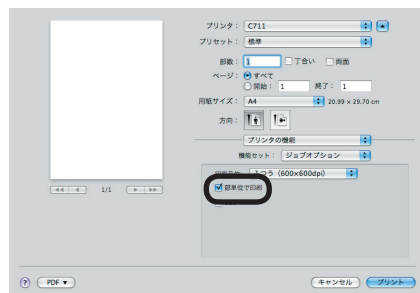 プリンタ： C711
プリセット： 標準
部数： 1 丁合い 両面
ページ： すべて
開始： 1 終了： 1
用紙サイズ： A4 20.99 x 29.70 cm
方向：
プリンタの機能
機能セット： ジョブオプション
ふつう（600x600dpi）
部単位で印刷
1/1
? PDF▼ キャンセル プリント